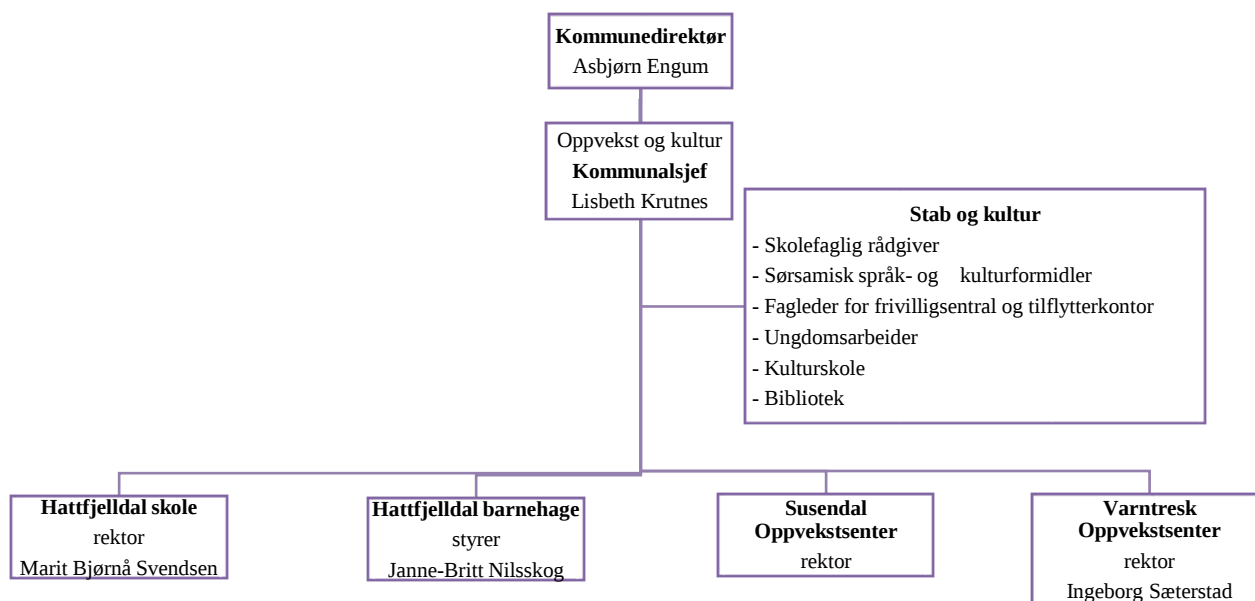 Kommunedirektør
Asbjørn Engum
Oppvekst og kultur
Kommunalsjef
Lisbeth Krutnes
Stab og kultur
- Skolefaglig rådgiver
- Sørsamisk språk- og kulturformidler
- Fagleder for frivilligsentral og tilflytterkontor
- Ungdomsarbeider
- Kulturskole
- Bibliotek
Hattfjelldal skole
rektor
Marit Bjørnå Svendsen
Hattfjelldal barnehage
styrer
Janne-Britt Nilsskog
Susendal
Oppvekstsenter
rektor
Varntresk
Oppvekstsenter
rektor
Ingeborg Sæterstad